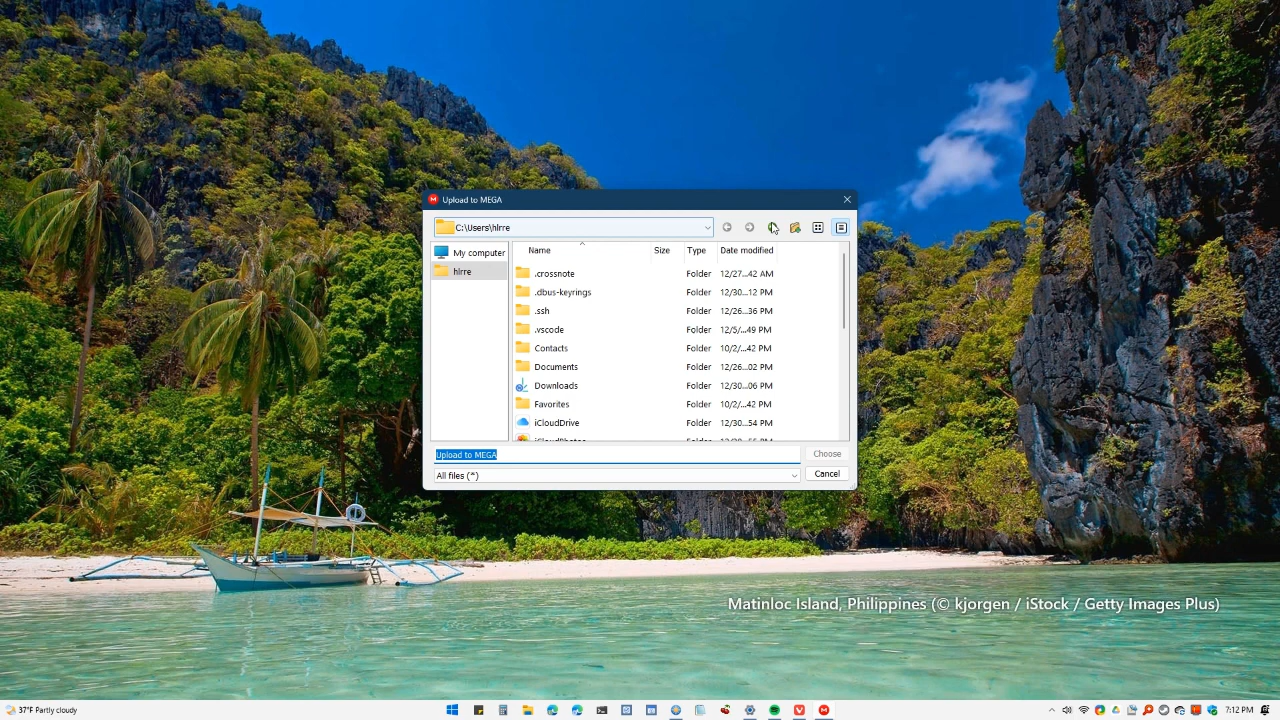 Upload to MEGA
C:\Users\hlrre
My computer
hlrre
Name Size Type Date modified
.crossnote Folder 12/27...42 AM
.dbus-keyrings Folder 12/30...12 PM
.ssh Folder 12/26...36 PM
.vscode Folder 12/5/...49 PM
Contacts Folder 10/2/...42 PM
Documents Folder 12/26...02 PM
Downloads Folder 12/30...06 PM
Favorites Folder 10/2/...42 PM
iCloudDrive Folder 12/30...54 PM
iCloudPhotos Folder
Upload to MEGA
Choose
All files (*)
Cancel
Matinloc Island, Philippines (© kjorgen / iStock / Getty Images Plus)
37°F Partly cloudy
7:12 PM